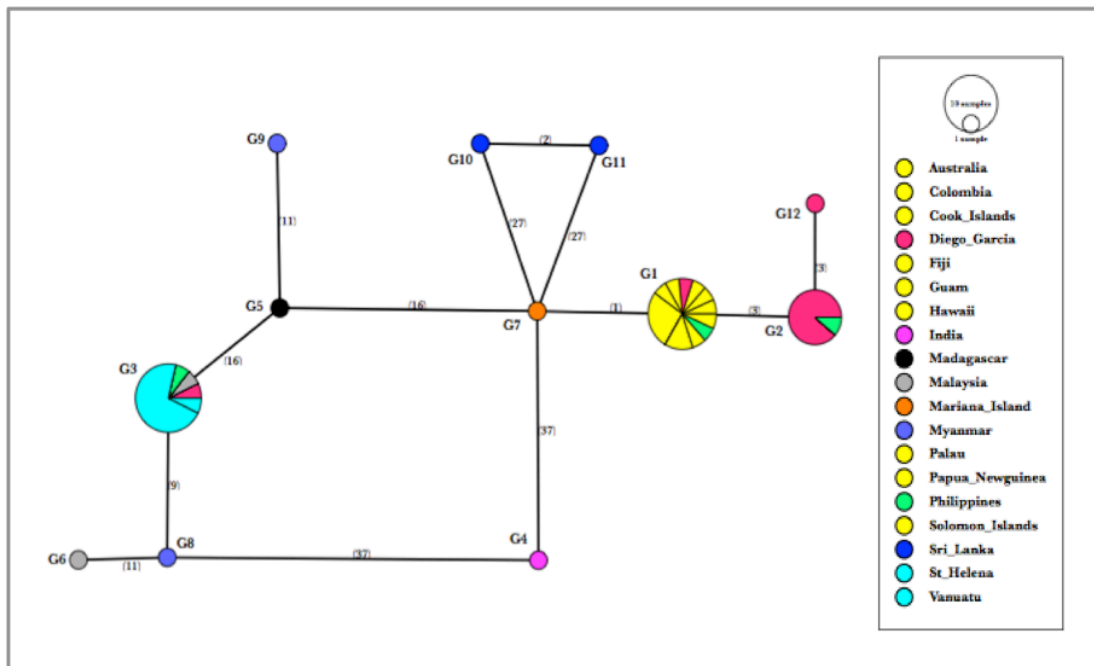 10 samples
1 sample
G9
(2)
G10
G11
G12
(11)
(27)
(27)
(3)
G1
G5
(16)
(1)
(3)
G7
G2
(16)
G3
(37)
(9)
G8
G4
G6
(37)
(11)
Australia
Colombia
Cook_Islands
Diego_Garcia
Fiji
Guam
Hawaii
India
Madagascar
Malaysia
Mariana_Island
Myanmar
Palau
Papua_Newguinea
Philippines
Solomon_Islands
Sri_Lanka
St_Helena
Vanuatu